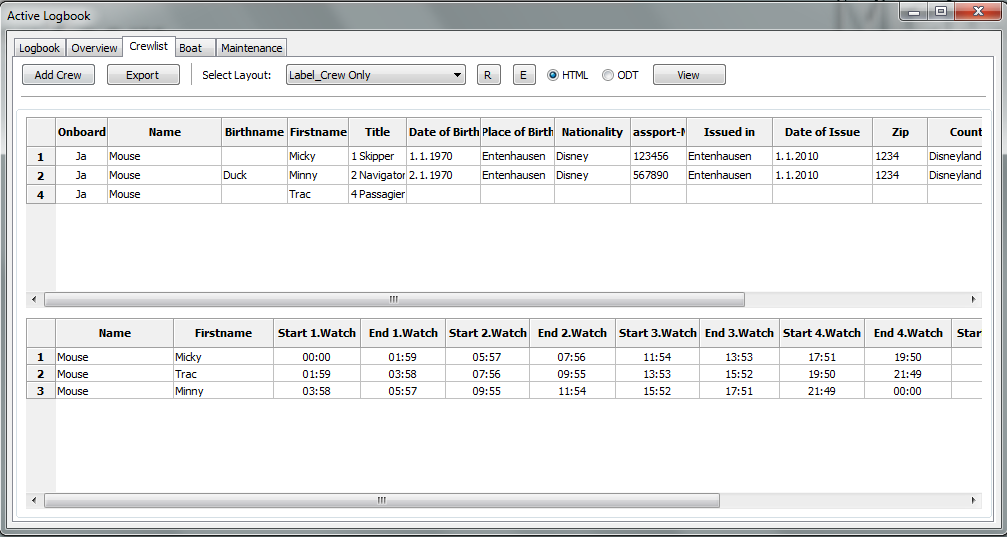 Active Logbook
Logbook Overview Crewlist Boat Maintenance
Add Crew Export Select Layout: Label_Crew Only R E HTML ODT View
Onboard Name Birthname Firstname Title Date of Birth Place of Birth Nationality assport-N Issued in Date of Issue Zip Count
1 Ja Mouse Micky 1 Skipper 1.1.1970 Entenhausen Disney 123456 Entenhausen 1.1.2010 1234 Disneyland
2 Ja Mouse Duck Minny 2 Navigator 2.1.1970 Entenhausen Disney 567890 Entenhausen 1.1.2010 1234 Disneyland
4 Ja Mouse Trac 4 Passagier
Name Firstname Start 1.Watch End 1.Watch Start 2.Watch End 2.Watch Start 3.Watch End 3.Watch Start 4.Watch End 4.Watch Star
1 Mouse Micky 00:00 01:59 05:57 07:56 11:54 13:53 17:51 19:50
2 Mouse Trac 01:59 03:58 07:56 09:55 13:53 15:52 19:50 21:49
3 Mouse Minny 03:58 05:57 09:55 11:54 15:52 17:51 21:49 00:00